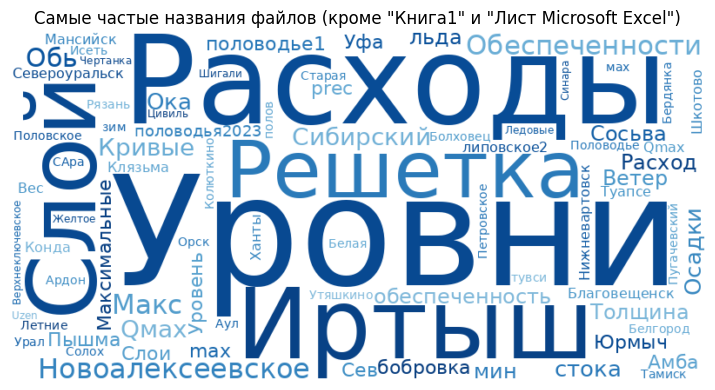 Самые частые названия файлов (кроме "Книга1" и "Лист Microsoft Excel")
Мансийск
Исеть
Обь
Чертанка
Североуральск
Расходы
половодье1
Уфа
льда
Обеспеченности
Шигали
Старая
prec
Синара
мах
Бердянка
Шкотово
Рязань
Ока
Цивиль
Половское
зим
половодья2023
полов
Сибирский
Болховец
Ледовые
Сосьва
липовское2
Половодье
Qmax
Расход
Слой
САра
Кривые
Клязьма
Колюткино
Решетка
Ветер
Туапсе
Вес
Максимальные
Верхнеключевское
Желтое
Уровни
Петровское
Нижневартовск
Пугачевский
Осадки
Конда
Орск
Ханты
Белая
Ардон
Уровень
тувси
Утяшкино
Благовещенск
Иртыш
обеспеченность
Uzen
Летние
Макс
Qmax
Аул
Толщина
Белгород
Урал
Пышма
Солох
Слои
max
Юрмыч
Новоалексеевское
Сев
бобровка
мин
стока
Амба
Тамиск